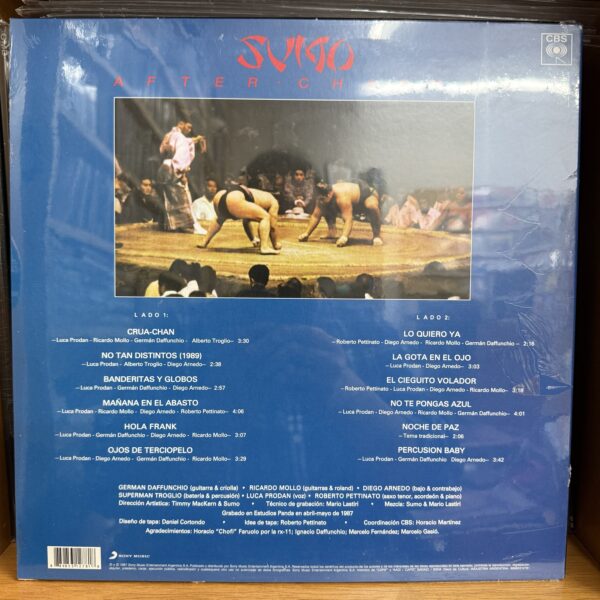 SUMO
CBS
AFTER·CH
LADO 1:
CRUA-CHAN
—Luca Prodan - Ricardo Mollo - Germán Daffunchio - Alberto Troglio— 3:30
NO TAN DISTINTOS (1989)
—Luca Prodan - Alberto Troglio - Diego Arnedo— 2:38
BANDERITAS Y GLOBOS
—Luca Prodan - Germán Daffunchio - Diego Arnedo— 2:57
MAÑANA EN EL ABASTO
—Luca Prodan - Ricardo Mollo - Diego Arnedo - Roberto Pettinato— 4:06
HOLA FRANK
—Luca Prodan - Germán Daffunchio - Diego Arnedo - Ricardo Mollo— 3:07
OJOS DE TERCIOPELO
—Luca Prodan - Diego Arnedo - Germán Daffunchio - Ricardo Mollo— 3:29
LADO 2:
LO QUIERO YA
—Roberto Pettinato - Diego Arnedo - Ricardo Mollo - Germán Daffunchio— 2:16
LA GOTA EN EL OJO
—Luca Prodan - Diego Arnedo— 3:03
EL CIEGUITO VOLADOR
—Roberto Pettinato - Luca Prodan - Diego Arnedo - Ricardo Mollo— 3:18
NO TE PONGAS AZUL
—Luca Prodan - Ricardo Mollo - Diego Arnedo - Germán Daffunchio— 4:01
NOCHE DE PAZ
—Tema tradicional— 2:06
PERCUSION BABY
—Luca Prodan - Germán Daffunchio - Diego Arnedo— 3:42
GERMAN DAFFUNCHIO (guitarra & criolla) • RICARDO MOLLO (guitarras & roland) • DIEGO ARNEDO (bajo & contrabajo)
SUPERMAN TROGLIO (batería & percusión) • LUCA PRODAN (voz) • ROBERTO PETTINATO (saxo tenor, acordeón & piano)
Dirección Artística: Timmy MacKern & Sumo • Técnico de grabación: Mario Lastiri • Mezcla: Sumo & Mario Lastiri
Grabado en Estudios Panda en abril-mayo de 1987
Diseño de tapa: Daniel Cortondo • Idea de tapa: Roberto Pettinato • Coordinación CBS: Horacio Martínez
Agradecimientos: Horacio "Chofi" Faruolo por la rx-11; Ignacio Daffunchio; Marcelo Fernández; Marcelo Gasió.
SONY MUSIC